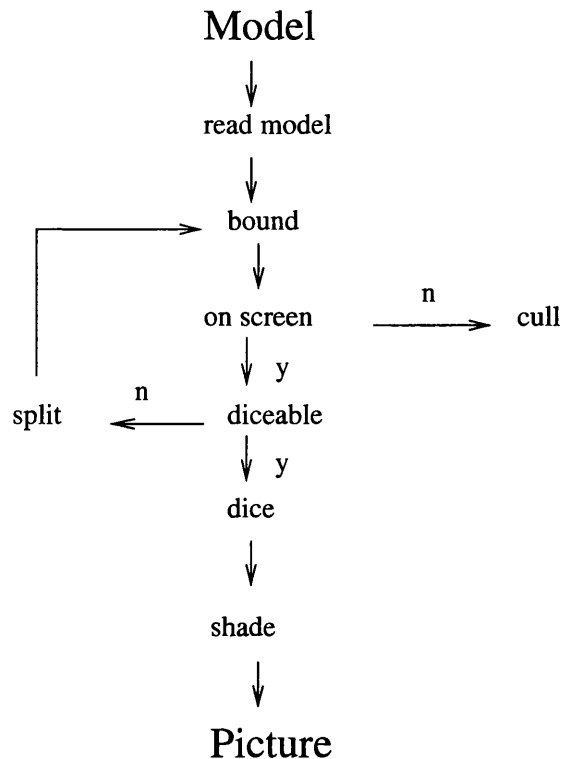 Model
read model
bound
n
on screen
cull
y
n
split
diceable
y
dice
shade
Picture